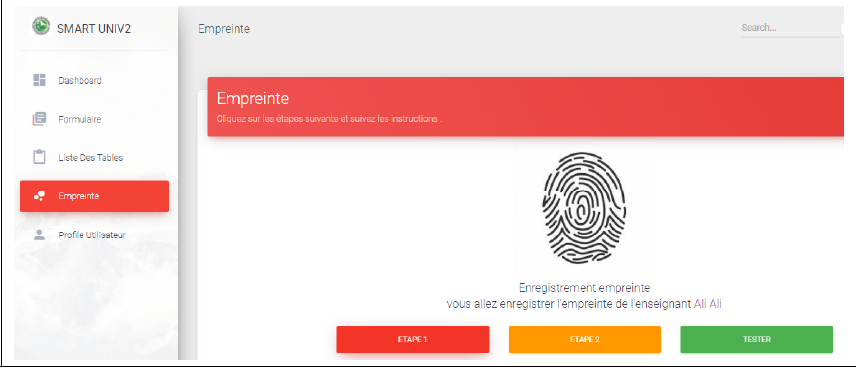 SMART UNIV2
Dashboard
Formulaire
Liste Des Tables
Empreinte
Profile Utilisateur
Empreinte
Search...
Empreinte
Cliquez sur les étapes suivante et suivez les instructions .
Enregistrement empreinte
vous allez enregistrer l'empreinte de l'enseignant Ali Ali
ETAPE 1
ETAPE 2
TESTER